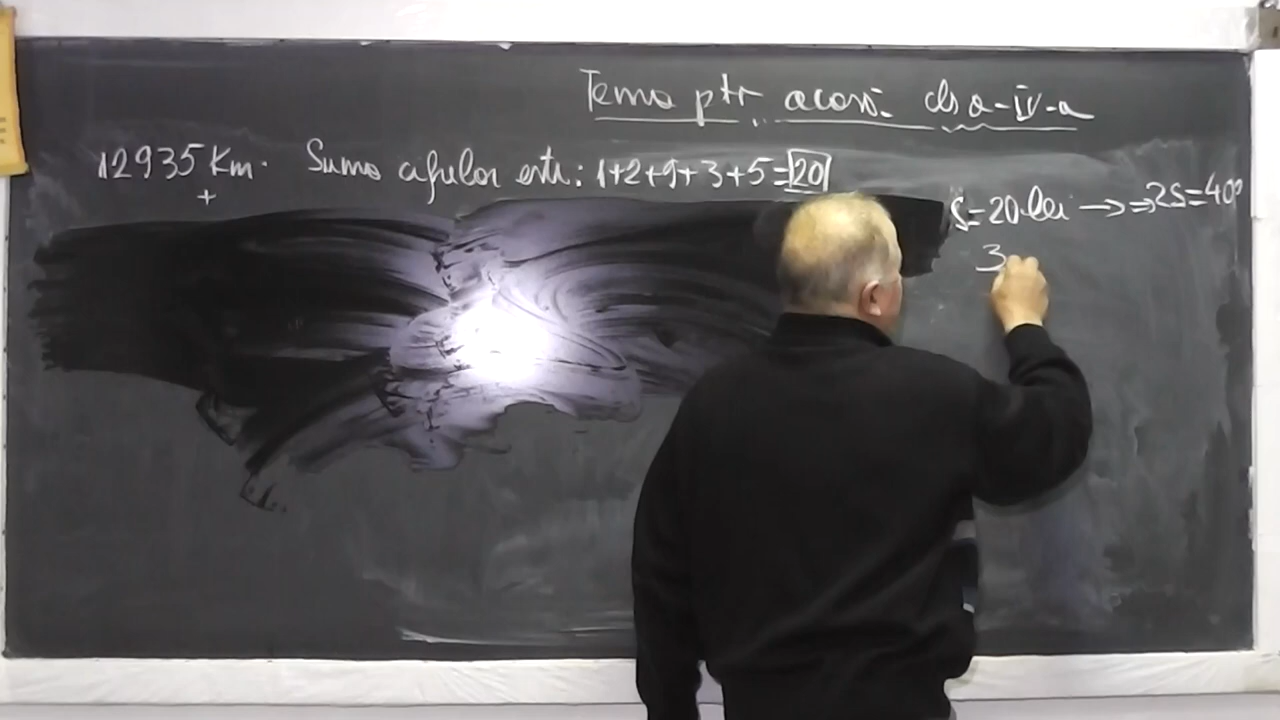 Tema ptr acasă cls a-IV-a
12935 Km. Suma cifrelor este: 1+2+9+3+5=20
+
S=20 lei →⇒2S=40
3